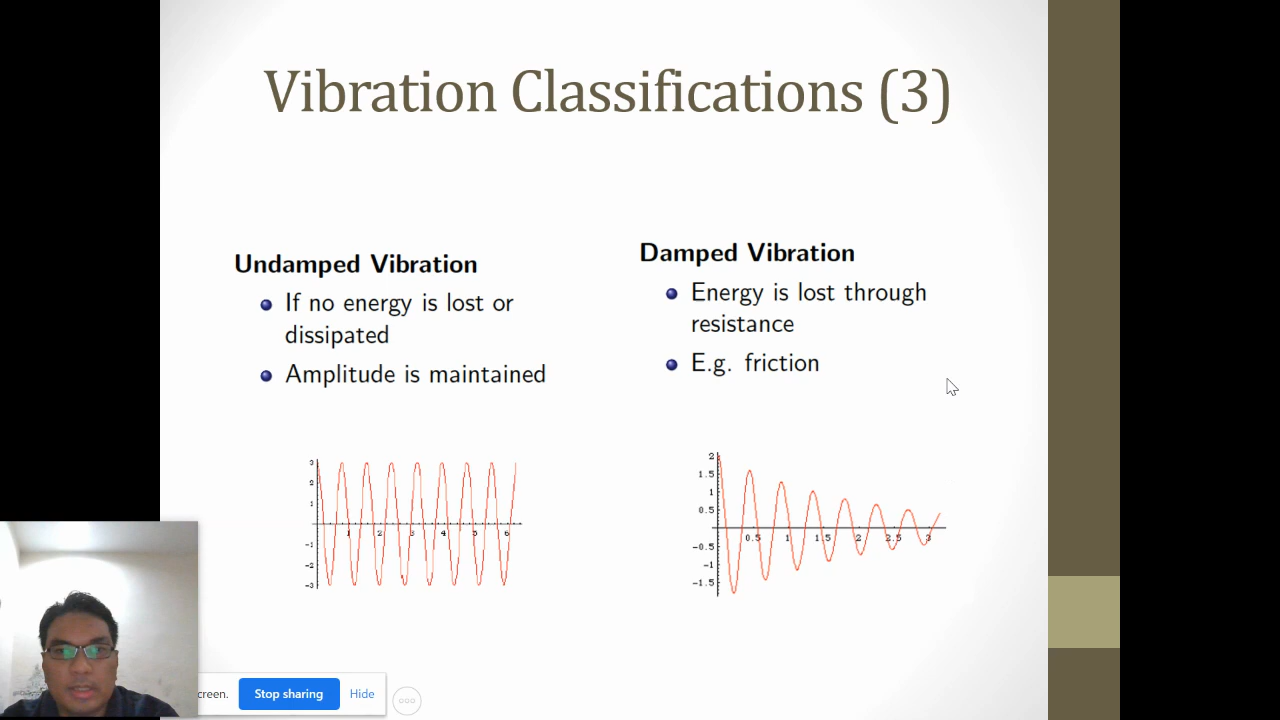 Vibration Classifications (3)
Undamped Vibration
If no energy is lost or
dissipated
Amplitude is maintained
3
2
1
-1
-2
-3
1
2
3
4
5
6
Damped Vibration
Energy is lost through
resistance
E.g. friction
2
1.5
1
0.5
-0.5
-1
-1.5
0.5
1
1.5
2
2.5
3
creen.
Stop sharing
Hide